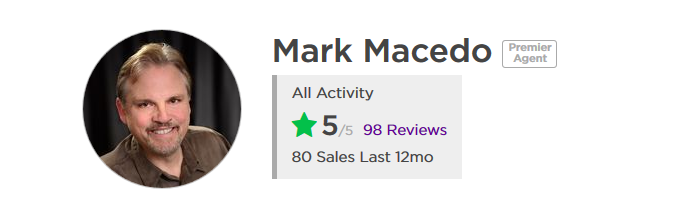 Mark Macedo Premier Agent
All Activity
5/5 98 Reviews
80 Sales Last 12mo